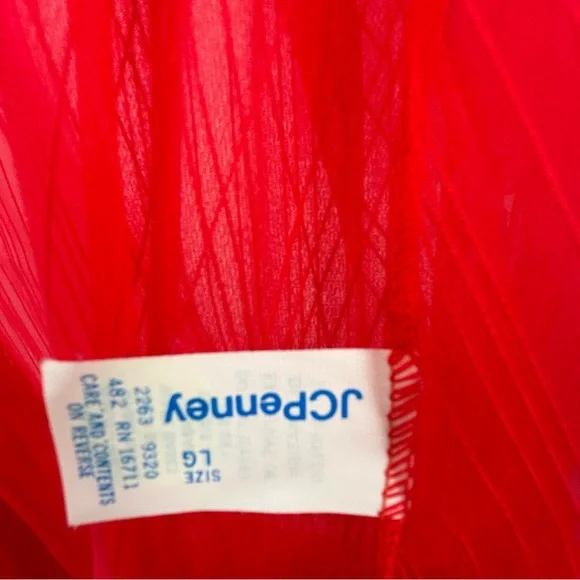 JCPenney
SIZE
LG
2263 9320
482 RN 16711
CARE AND CONTENTS
ON REVERSE